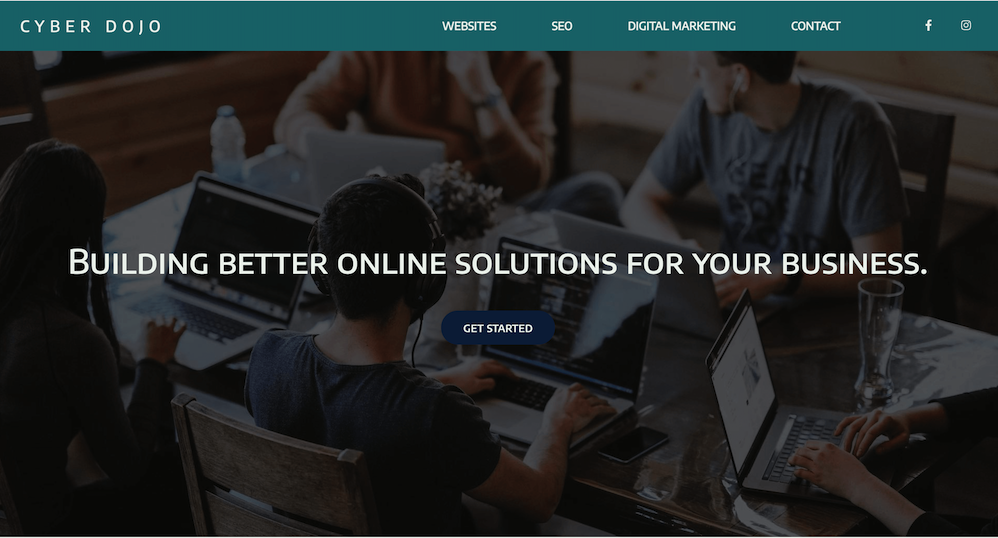 CYBER DOJO
WEBSITES
SEO
DIGITAL MARKETING
CONTACT
Building better online solutions for your business.
GET STARTED